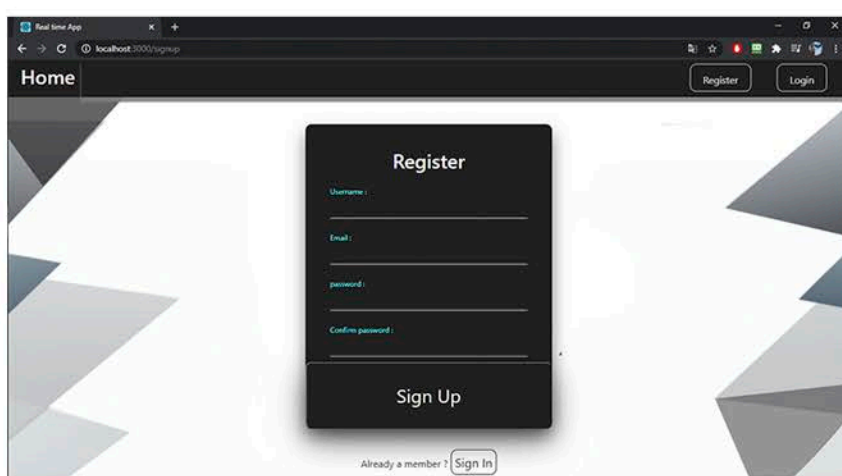 Real time App
localhost:3000/signup
Home
Register
Login
Register
Username :
Email :
password :
Confirm password :
Sign Up
Already a member ? Sign In